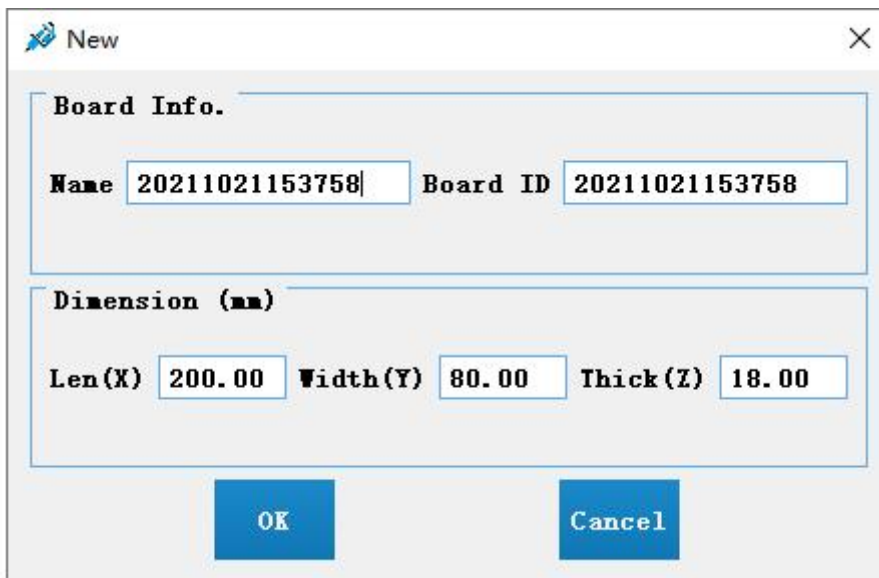 New
Board Info.
Name 20211021153758 Board ID 20211021153758
Dimension (mm)
Len(X) 200.00 Width(Y) 80.00 Thick(Z) 18.00
OK Cancel